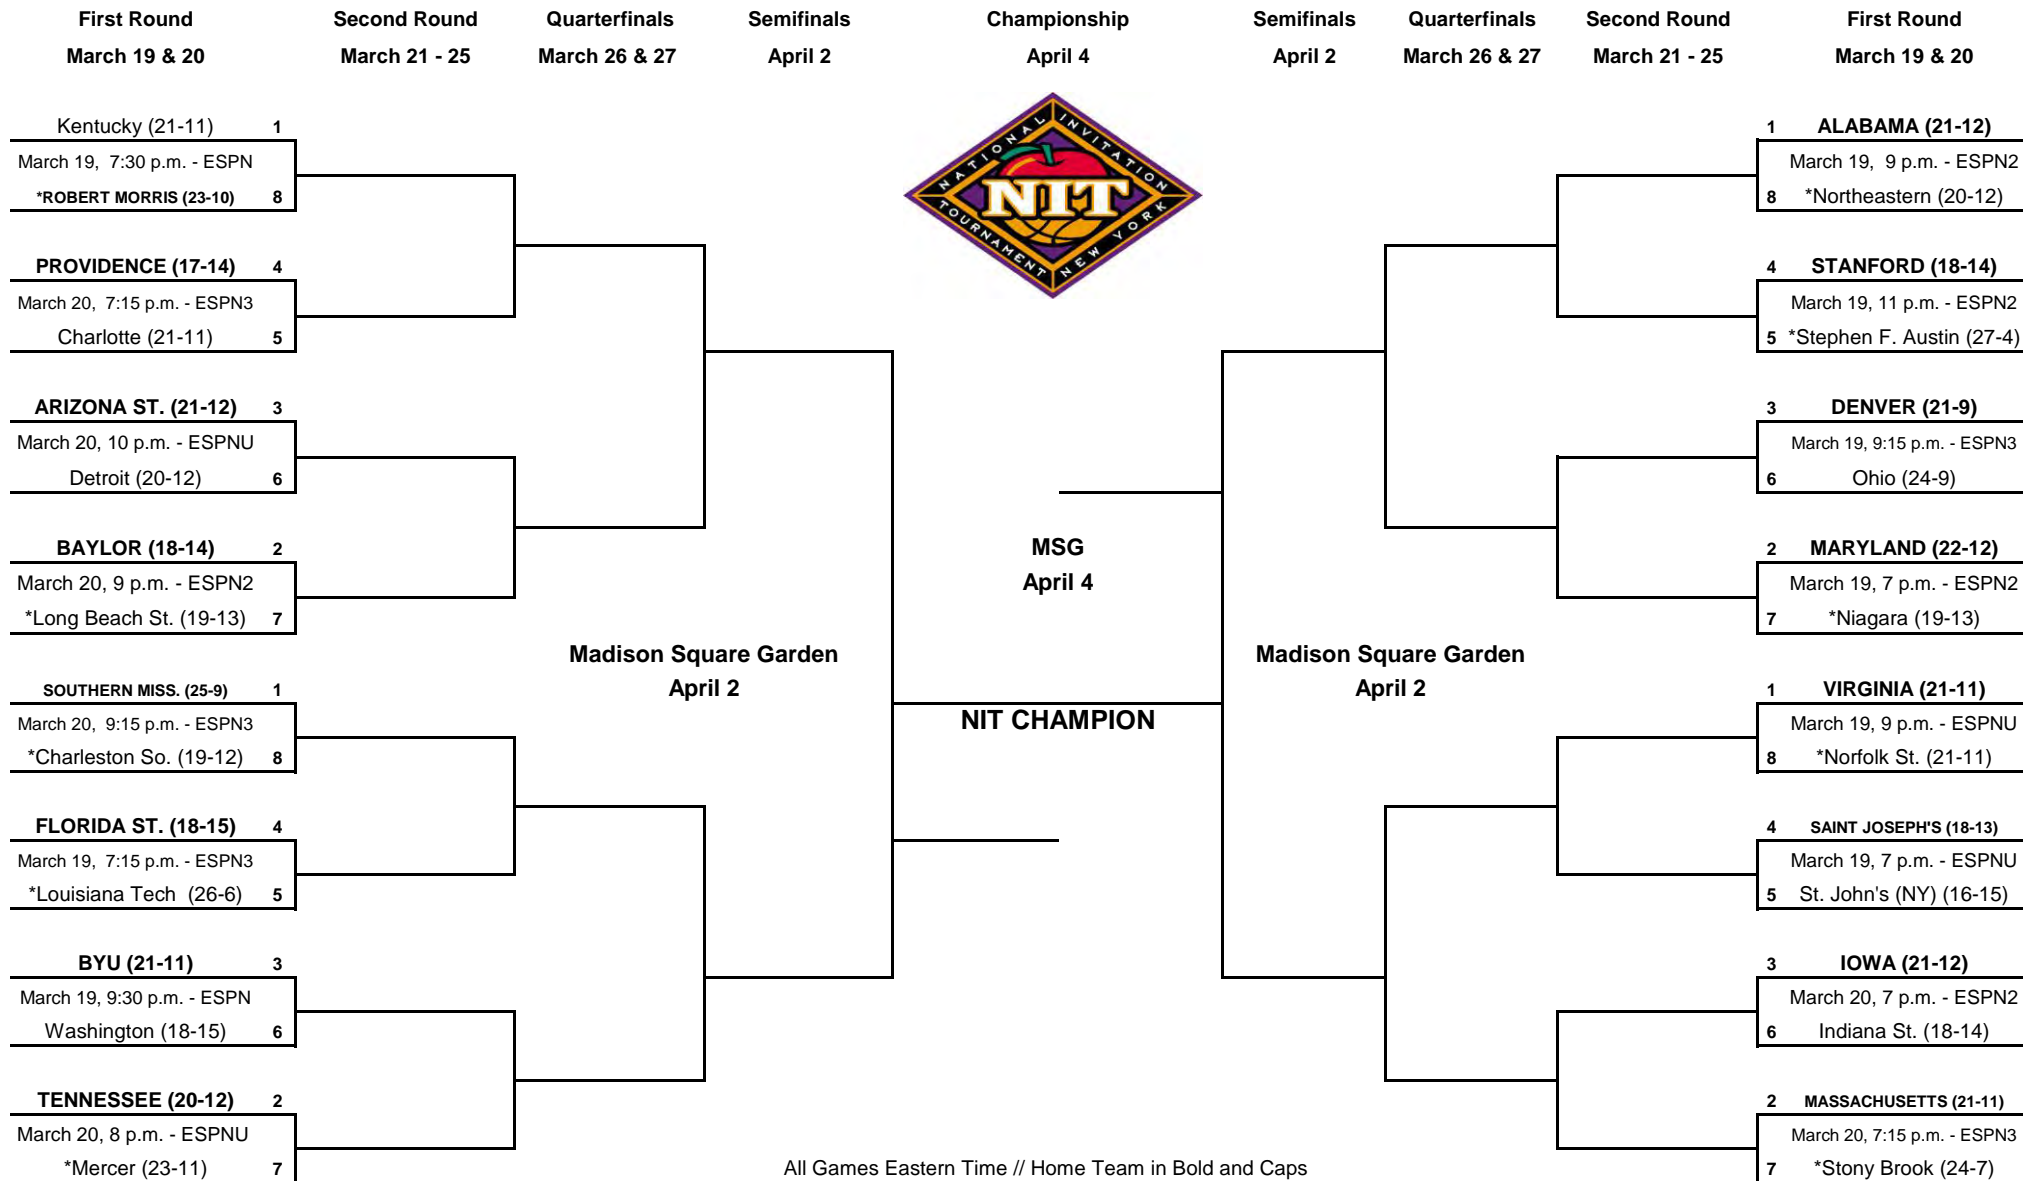 First Round
Second Round
Quarterfinals
Semifinals
Championship
Semifinals
Quarterfinals
Second Round
First Round
March 19 & 20
March 21 - 25
March 26 & 27
April 2
April 4
April 2
March 26 & 27
March 21 - 25
March 19 & 20
Kentucky (21-11) 1
March 19, 7:30 p.m. - ESPN
*ROBERT MORRIS (23-10) 8
PROVIDENCE (17-14) 4
March 20, 7:15 p.m. - ESPN3
Charlotte (21-11) 5
ARIZONA ST. (21-12) 3
March 20, 10 p.m. - ESPNU
Detroit (20-12) 6
BAYLOR (18-14) 2
March 20, 9 p.m. - ESPN2
*Long Beach St. (19-13) 7
SOUTHERN MISS. (25-9) 1
March 20, 9:15 p.m. - ESPN3
*Charleston So. (19-12) 8
FLORIDA ST. (18-15) 4
March 19, 7:15 p.m. - ESPN3
*Louisiana Tech (26-6) 5
BYU (21-11) 3
March 19, 9:30 p.m. - ESPN
Washington (18-15) 6
TENNESSEE (20-12) 2
March 20, 8 p.m. - ESPNU
*Mercer (23-11) 7
NATIONAL INVITATION
NIT
TOURNAMENT NEW YORK
MSG
April 4
Madison Square Garden
April 2
NIT CHAMPION
Madison Square Garden
April 2
1 ALABAMA (21-12)
March 19, 9 p.m. - ESPN2
8 *Northeastern (20-12)
4 STANFORD (18-14)
March 19, 11 p.m. - ESPN2
5 *Stephen F. Austin (27-4)
3 DENVER (21-9)
March 19, 9:15 p.m. - ESPN3
6 Ohio (24-9)
2 MARYLAND (22-12)
March 19, 7 p.m. - ESPN2
7 *Niagara (19-13)
1 VIRGINIA (21-11)
March 19, 9 p.m. - ESPNU
8 *Norfolk St. (21-11)
4 SAINT JOSEPH'S (18-13)
March 19, 7 p.m. - ESPNU
5 St. John's (NY) (16-15)
3 IOWA (21-12)
March 20, 7 p.m. - ESPN2
6 Indiana St. (18-14)
2 MASSACHUSETTS (21-11)
March 20, 7:15 p.m. - ESPN3
7 *Stony Brook (24-7)
All Games Eastern Time // Home Team in Bold and Caps